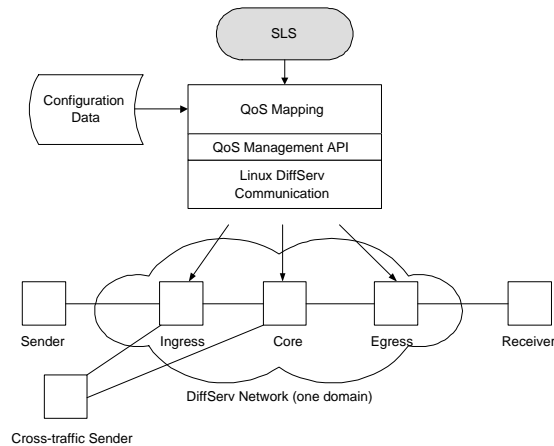 SLS
Configuration
Data
QoS Mapping
QoS Management API
Linux DiffServ
Communication
Sender
Ingress
Core
Egress
Receiver
DiffServ Network (one domain)
Cross-traffic Sender